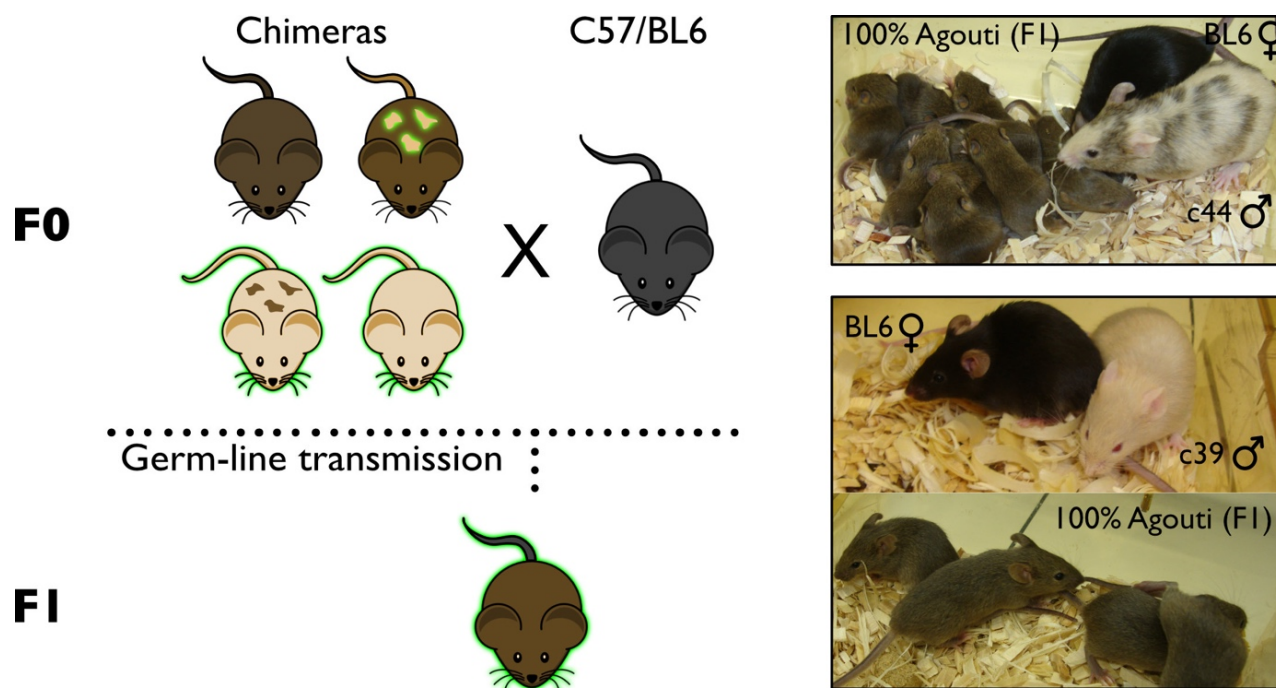 Chimeras
C57/BL6
F0
X
Germ-line transmission
F1
100% Agouti (F1)
BL6 ♀
c44 ♂
BL6 ♀
c39 ♂
100% Agouti (F1)